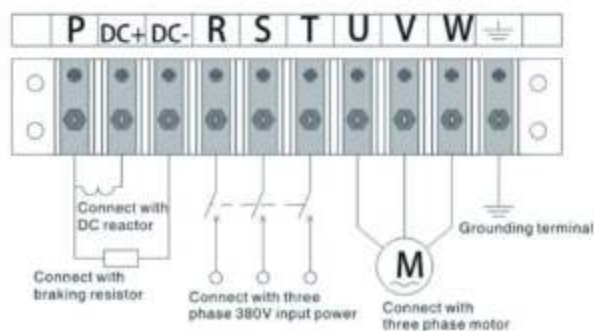 P DC+ DC- R S T U V W
Connect with
DC reactor
Grounding terminal
Connect with
braking resistor
Connect with three
phase 380V input power
M
Connect with
three phase motor